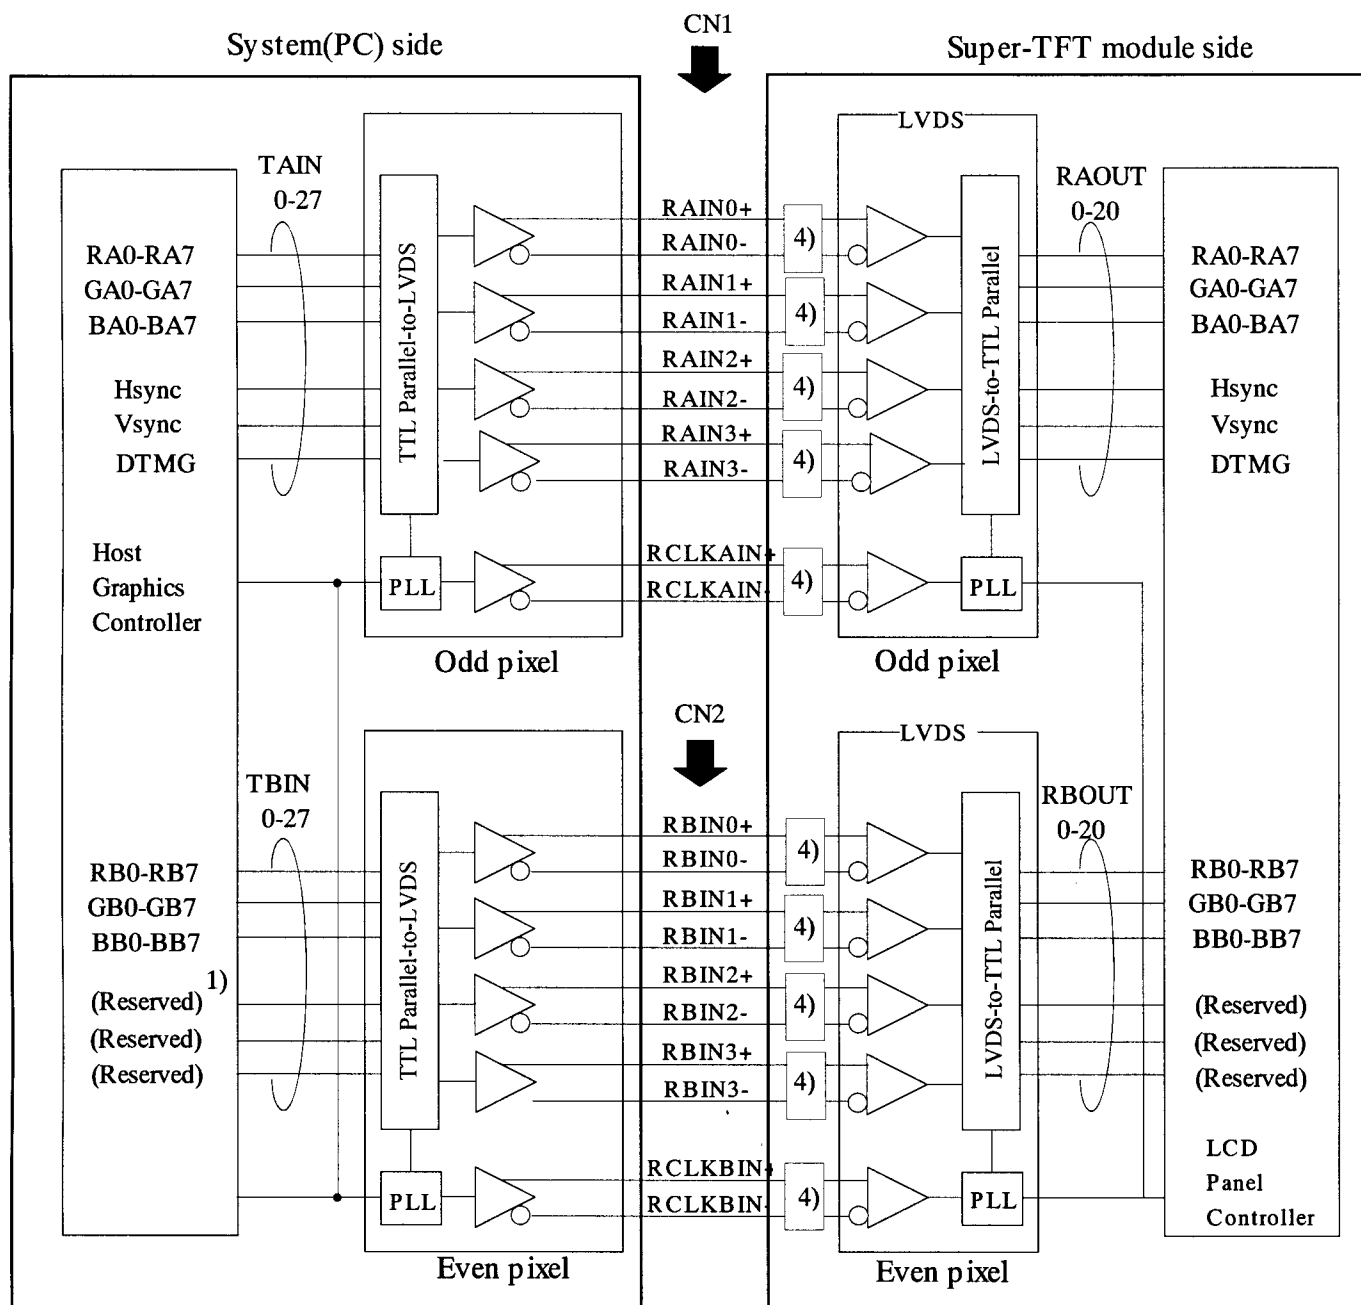 CN1
System(PC) side
Super-TFT module side
LVDS
TAIN
0-27
RAOUT
0-20
RA0-RA7
GA0-GA7
BA0-BA7
Hsync
Vsync
DTMG
Host
Graphics
Controller
TTL Parallel-to-LVDS
PLL
RAIN0+
RAIN0-
RAIN1+
RAIN1-
RAIN2+
RAIN2-
RAIN3+
RAIN3-
RCLKAIN+
RCLKAIN-
4)
4)
4)
4)
4)
LVDS-to-TTL Parallel
PLL
RA0-RA7
GA0-GA7
BA0-BA7
Hsync
Vsync
DTMG
Odd pixel
Odd pixel
CN2
LVDS
TBIN
0-27
RBOUT
0-20
RB0-RB7
GB0-GB7
BB0-BB7
(Reserved) 1)
(Reserved)
(Reserved)
TTL Parallel-to-LVDS
PLL
RBIN0+
RBIN0-
RBIN1+
RBIN1-
RBIN2+
RBIN2-
RBIN3+
RBIN3-
RCLKBIN+
RCLKBIN-
4)
4)
4)
4)
4)
LVDS-to-TTL Parallel
PLL
RB0-RB7
GB0-GB7
BB0-BB7
(Reserved)
(Reserved)
(Reserved)
LCD
Panel
Controller
Even pixel
Even pixel